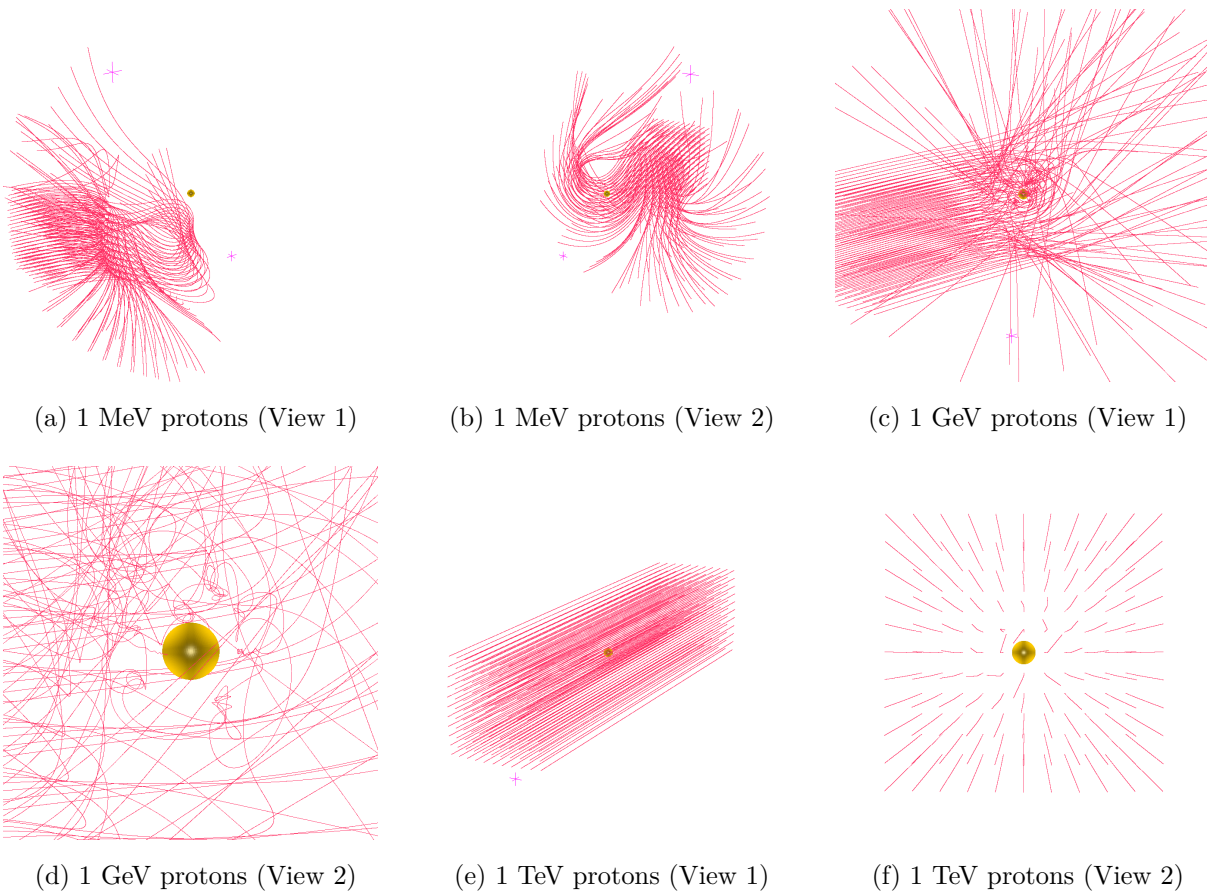 (a) 1 MeV protons (View 1)
(b) 1 MeV protons (View 2)
(c) 1 GeV protons (View 1)
(d) 1 GeV protons (View 2)
(e) 1 TeV protons (View 1)
(f) 1 TeV protons (View 2)